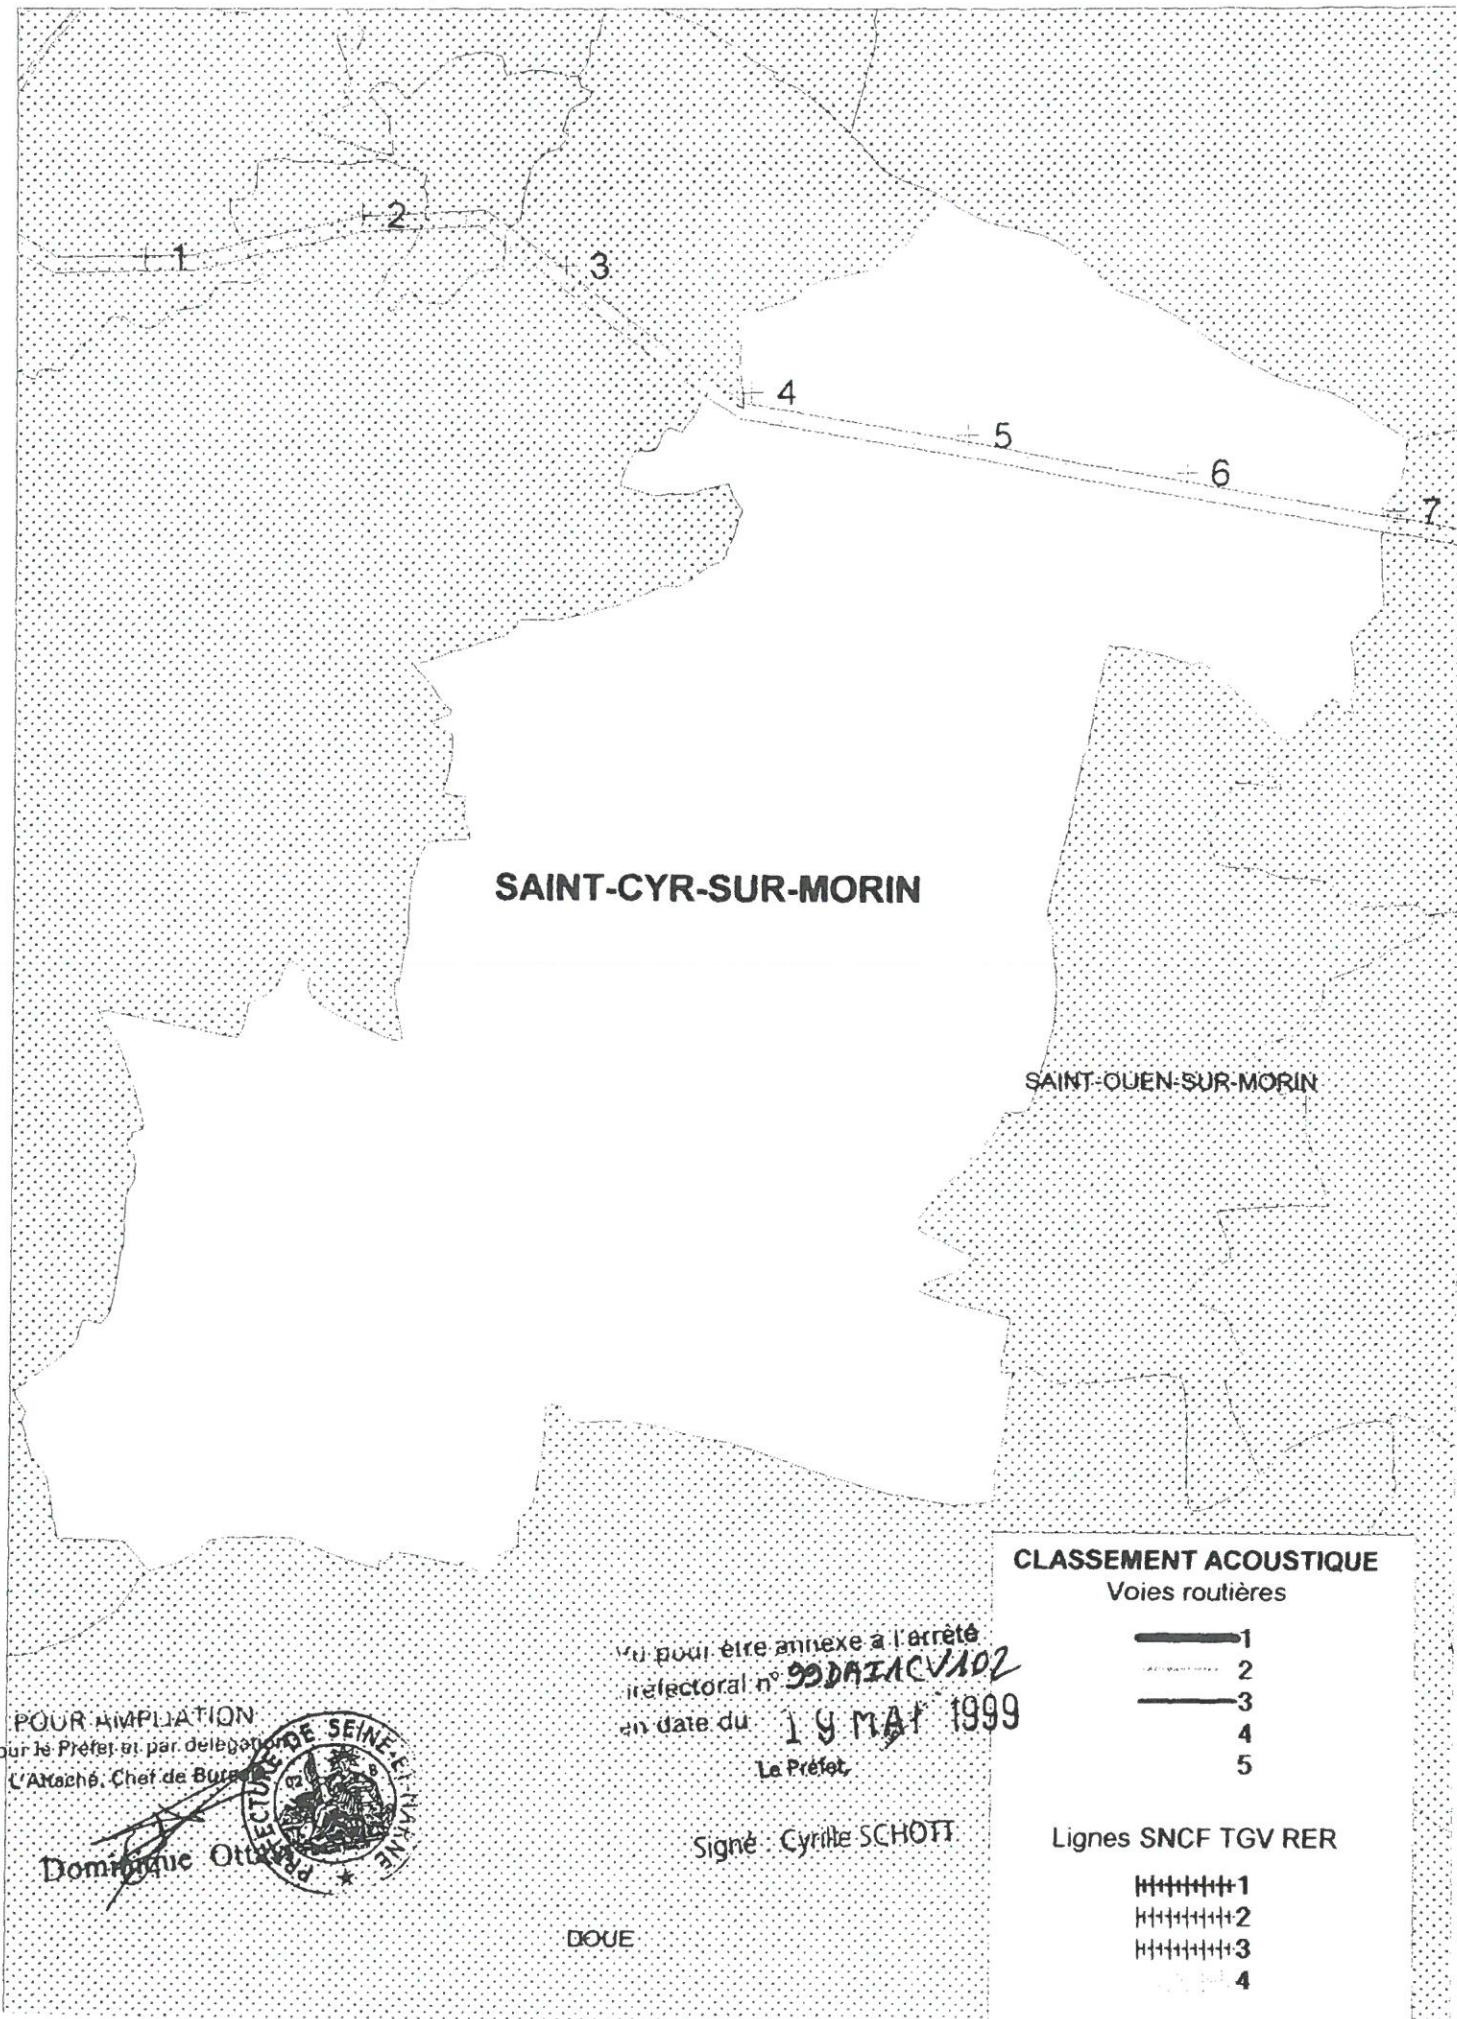 1
2
3
4
5
6
7
SAINT-CYR-SUR-MORIN
SAINT-OUEN-SUR-MORIN
CLASSEMENT ACOUSTIQUE
Voies routières
1
2
3
4
5
Lignes SNCF TGV RER
1
2
3
4
Vu pour être annexe a l'arrêté
préfectoral n° 99DAI1CV102
en date du 19 MAI 1999
Le Préfet,
Signé : Cyrille SCHOTT
POUR AMPLIATION
Pour le Préfet et par délégation
L'Attaché, Chef de Bureau
Dominique
PREFECTURE DE SEINE-ET-MARNE
DOUE